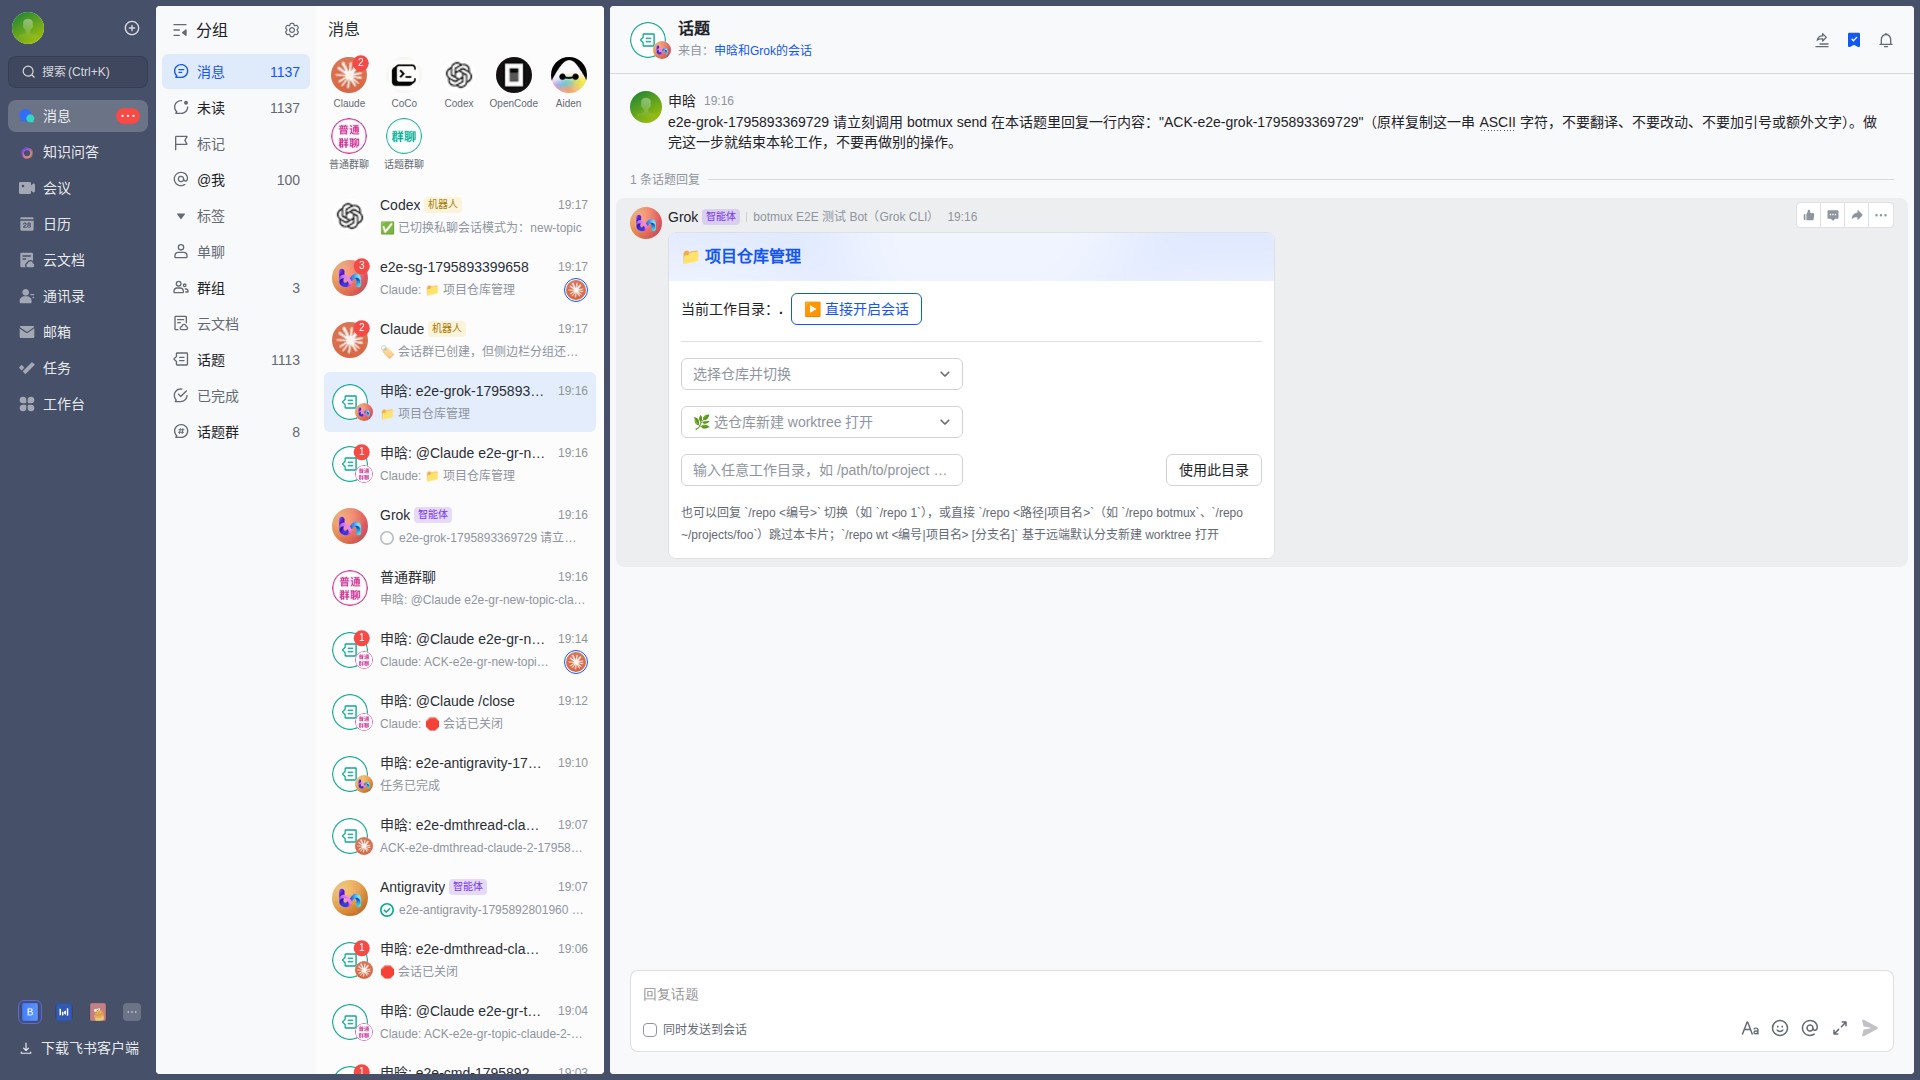 搜索 (Ctrl+K)
消息
知识问答
会议
日历
云文档
通讯录
邮箱
任务
工作台
下载飞书客户端
分组
消息 1137
未读 1137
标记
@我 100
标签
单聊
群组 3
云文档
话题 1113
已完成
话题群 8
消息
2
Claude
CoCo
Codex
OpenCode
Aiden
普通群聊
群聊
普通群聊
话题群聊
Codex 机器人 19:17
✅ 已切换私聊会话模式为：new-topic
3
e2e-sg-1795893399658 19:17
Claude: 📁 项目仓库管理
2
Claude 机器人 19:17
🏷️ 会话群已创建，但侧边栏分组还…
申晗: e2e-grok-1795893… 19:16
📁 项目仓库管理
1
申晗: @Claude e2e-gr-n… 19:16
Claude: 📁 项目仓库管理
Grok 智能体 19:16
e2e-grok-1795893369729 请立…
普通群聊
普通群聊 19:16
申晗: @Claude e2e-gr-new-topic-cla…
1
申晗: @Claude e2e-gr-n… 19:14
Claude: ACK-e2e-gr-new-topi…
申晗: @Claude /close 19:12
Claude: 🛑 会话已关闭
申晗: e2e-antigravity-17… 19:10
任务已完成
申晗: e2e-dmthread-cla… 19:07
ACK-e2e-dmthread-claude-2-17958…
Antigravity 智能体 19:07
e2e-antigravity-1795892801960 …
1
申晗: e2e-dmthread-cla… 19:06
🛑 会话已关闭
申晗: @Claude e2e-gr-t… 19:04
Claude: ACK-e2e-gr-topic-claude-2-…
1
申晗: e2e-cmd-1795892… 19:03
话题
来自：申晗和Grok的会话
申晗 19:16
e2e-grok-1795893369729 请立刻调用 botmux send 在本话题里回复一行内容："ACK-e2e-grok-1795893369729"（原样复制这一串 ASCII 字符，不要翻译、不要改动、不要加引号或额外文字）。做
完这一步就结束本轮工作，不要再做别的操作。
1 条话题回复
Grok 智能体 botmux E2E 测试 Bot（Grok CLI） 19:16
📁 项目仓库管理
当前工作目录：. ▶️ 直接开启会话
选择仓库并切换
🌿 选仓库新建 worktree 打开
输入任意工作目录，如 /path/to/project … 使用此目录
也可以回复 `/repo <编号>` 切换（如 `/repo 1`），或直接 `/repo <路径|项目名>`（如 `/repo botmux`、`/repo
~/projects/foo`）跳过本卡片；`/repo wt <编号|项目名> [分支名]` 基于远端默认分支新建 worktree 打开
回复话题
同时发送到会话